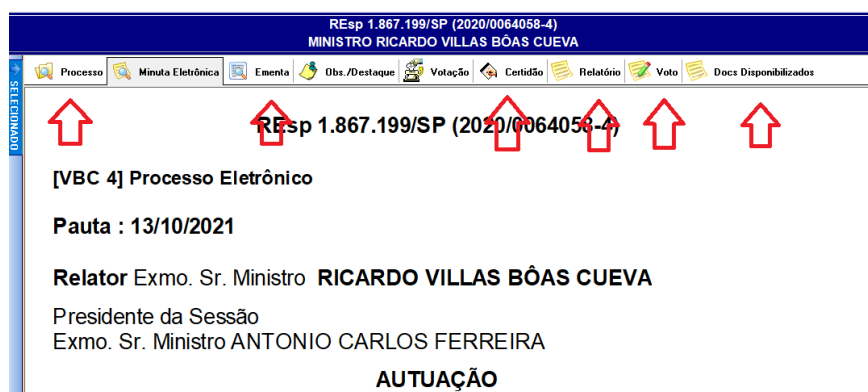 REsp 1.867.199/SP (2020/0064058-4)
MINISTRO RICARDO VILLAS BÔAS CUEVA
SELECIONADO
Processo Minuta Eletrônica Ementa Obs./Destaque Votação Certidão Relatório Voto Docs Disponibilizados
REsp 1.867.199/SP (2020/0064058-4)
[VBC 4] Processo Eletrônico
Pauta : 13/10/2021
Relator Exmo. Sr. Ministro RICARDO VILLAS BÔAS CUEVA
Presidente da Sessão
Exmo. Sr. Ministro ANTONIO CARLOS FERREIRA
AUTUAÇÃO